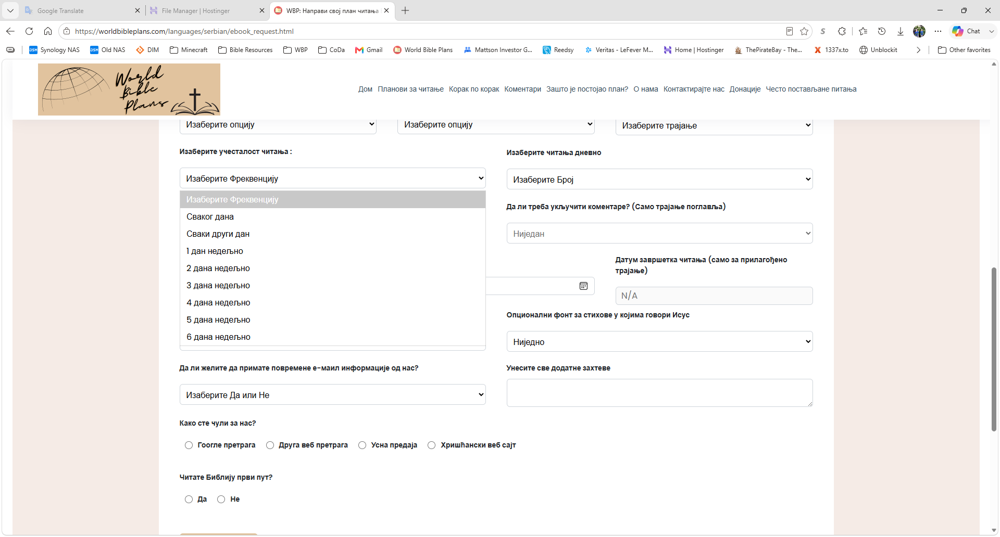 Google Translate
File Manager | Hostinger
WBP: Направи свој план читања
https://worldbibleplans.com/languages/serbian/ebook_request.html
Chat
Synology NAS
Old NAS
DIM
Minecraft
Bible Resources
WBP
CoDa
Gmail
World Bible Plans
Mattson Investor G...
Reedsy
Veritas - LeFever M...
Home | Hostinger
ThePirateBay - The...
1337x.to
Unblockit
Other favorites
World
Bible
Plans
Дом Планови за читање Корак по корак Коментари Зашто је постојао план? О нама Контактирајте нас Донације Често постављане питања
Изаберите опцију
Изаберите опцију
Изаберите трајање
Изаберите учесталост читања :
Изаберите читања дневно
Изаберите Фреквенцију
Изаберите Број
Изаберите Фреквенцију
Сваког дана
Сваки други дан
1 дан недељно
2 дана недељно
3 дана недељно
4 дана недељно
5 дана недељно
6 дана недељно
Да ли треба укључити коментаре? (Само трајање поглавља)
Ниједан
Датум завршетка читања (само за прилагођено
трајање)
N/A
Опционални фонт за стихове у којима говори Исус
Ниједно
Да ли желите да примате повремене е-маил информације од нас?
Унесите све додатне захтеве
Изаберите Да или Не
Како сте чули за нас?
Гоогле претрага
Друга веб претрага
Усна предаја
Хришћански веб сајт
Читате Библију први пут?
Да
Не